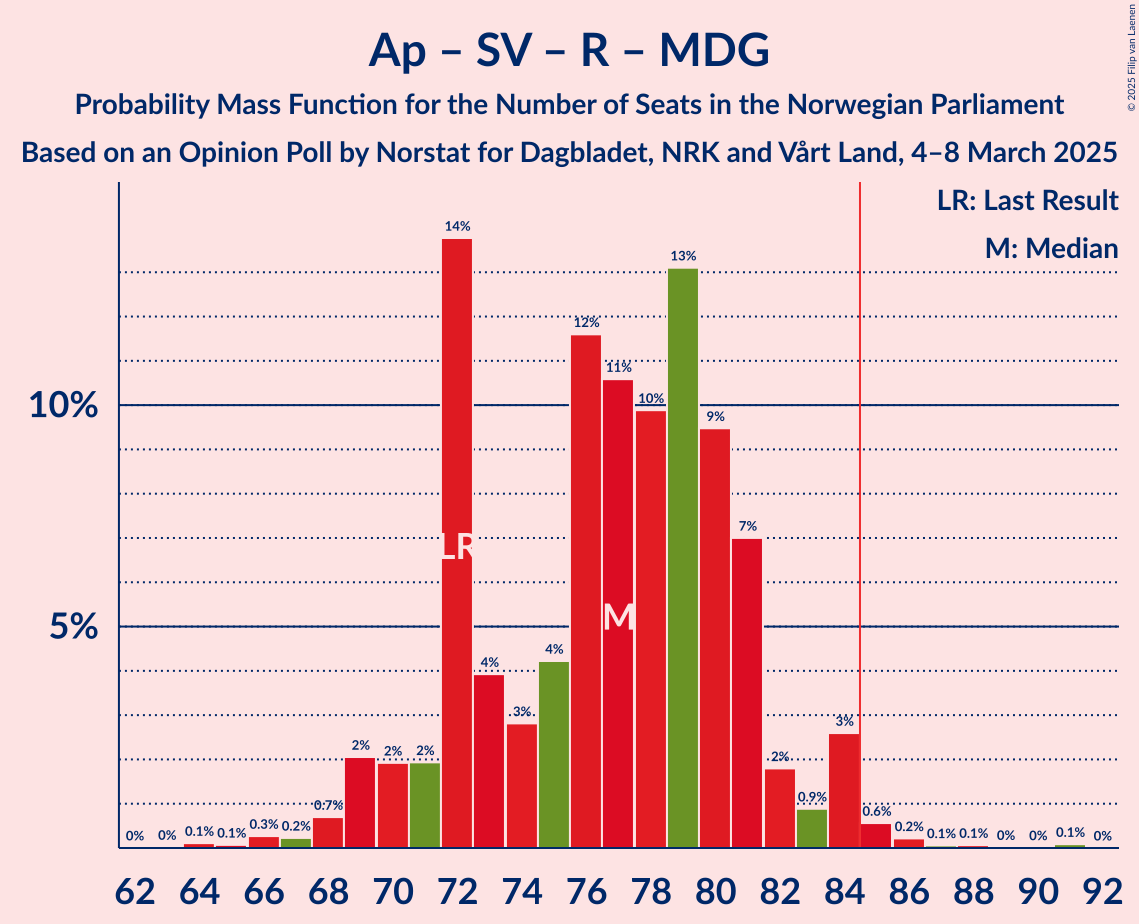 Ap – SV – R – MDG
Probability Mass Function for the Number of Seats in the Norwegian Parliament
Based on an Opinion Poll by Norstat for Dagbladet, NRK and Vårt Land, 4–8 March 2025
© 2025 Filip van Laenen
LR: Last Result
M: Median
10%
5%
0% 0% 0.1% 0.1% 0.3% 0.2% 0.7% 2% 2% 2% 14% 4% 3% 4% 12% 11% 10% 13% 9% 7% 2% 0.9% 3% 0.6% 0.2% 0.1% 0.1% 0% 0% 0.1% 0%
LR
M
62 64 66 68 70 72 74 76 78 80 82 84 86 88 90 92